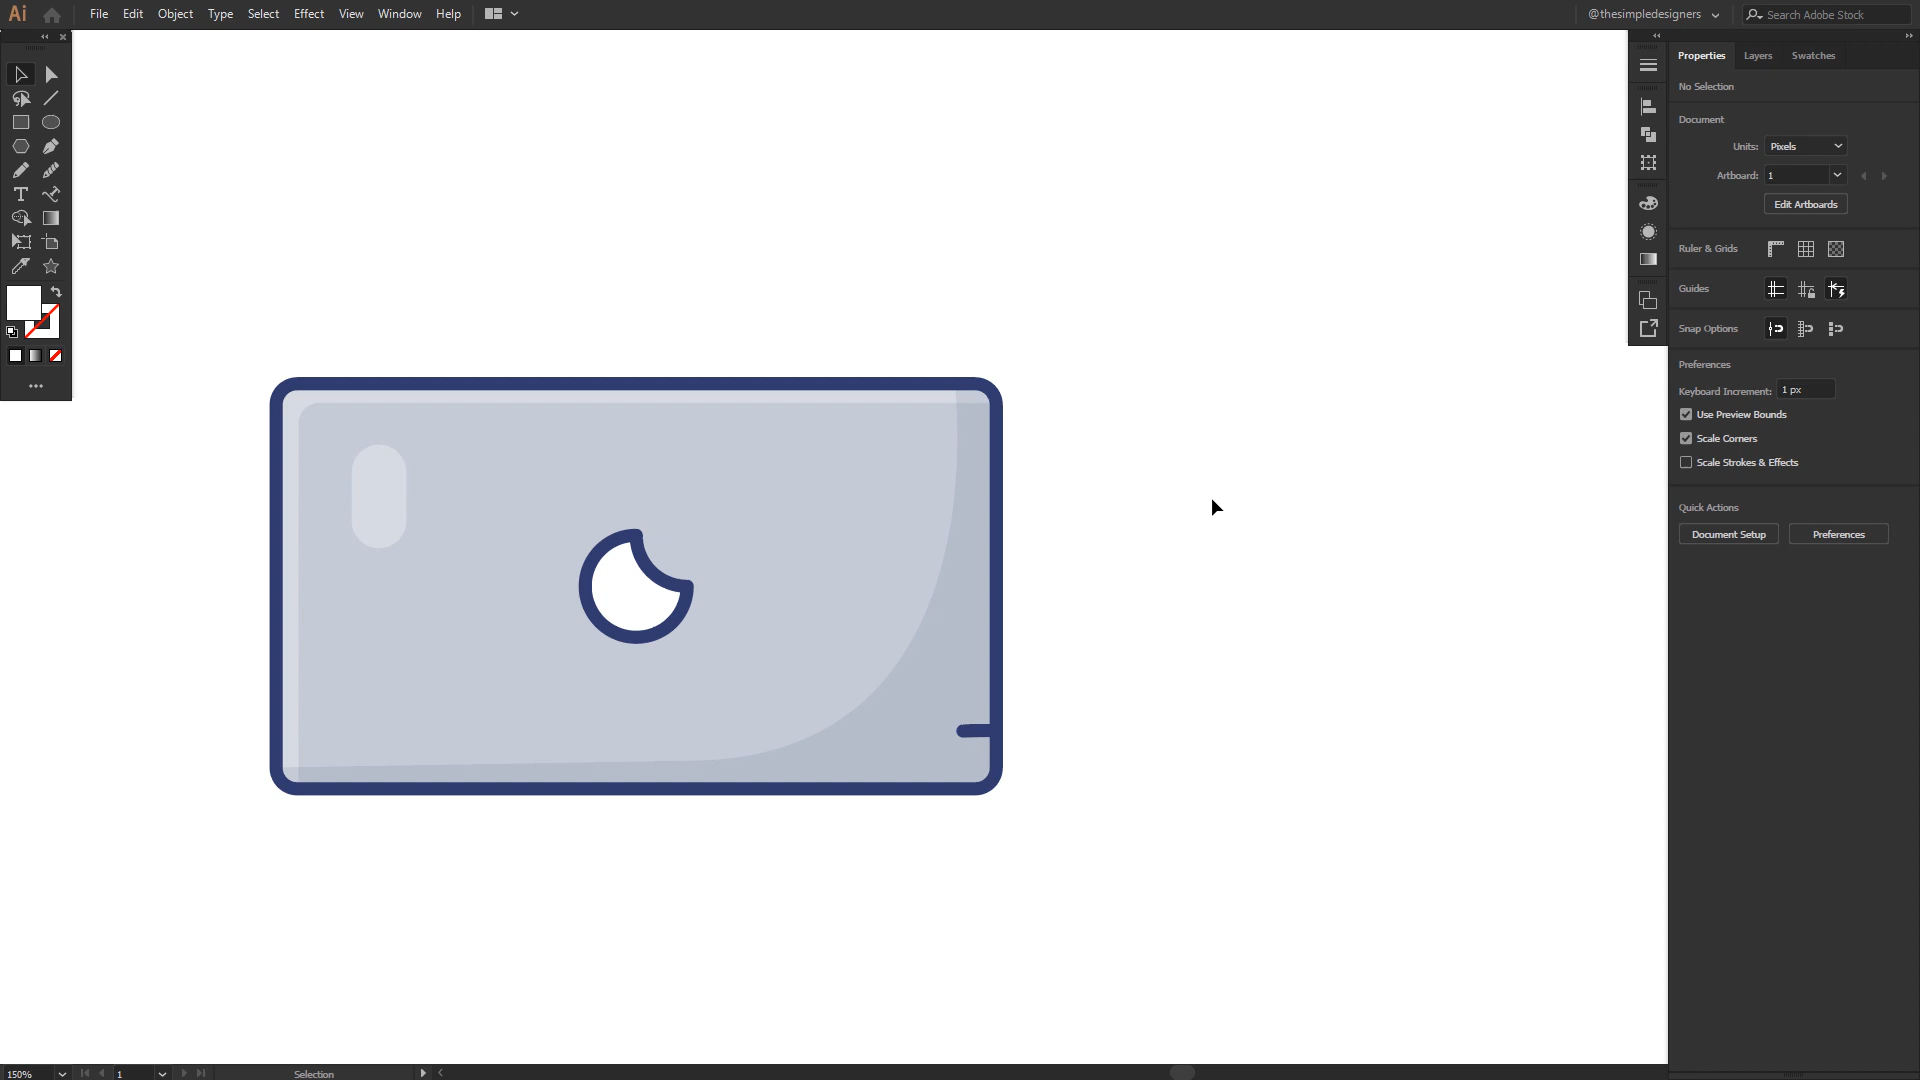 Ai File Edit Object Type Select Effect View Window Help @thesimpledesigners Search Adobe Stock
Properties Layers Swatches
No Selection
Document
Units: Pixels
Artboard: 1
Edit Artboards
Ruler & Grids
Guides
Snap Options
Preferences
Keyboard Increment: 1 px
Use Preview Bounds
Scale Corners
Scale Strokes & Effects
Quick Actions
Document Setup Preferences
150% 1 Selection